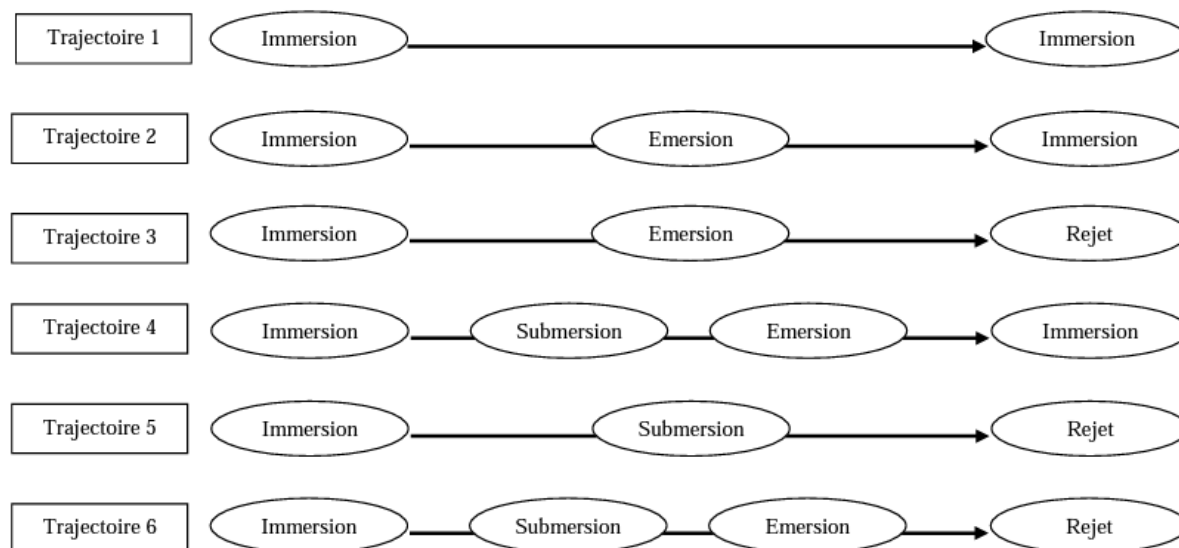 Trajectoire 1 Immersion Immersion
Trajectoire 2 Immersion Emersion Immersion
Trajectoire 3 Immersion Emersion Rejet
Trajectoire 4 Immersion Submersion Emersion Immersion
Trajectoire 5 Immersion Submersion Rejet
Trajectoire 6 Immersion Submersion Emersion Rejet